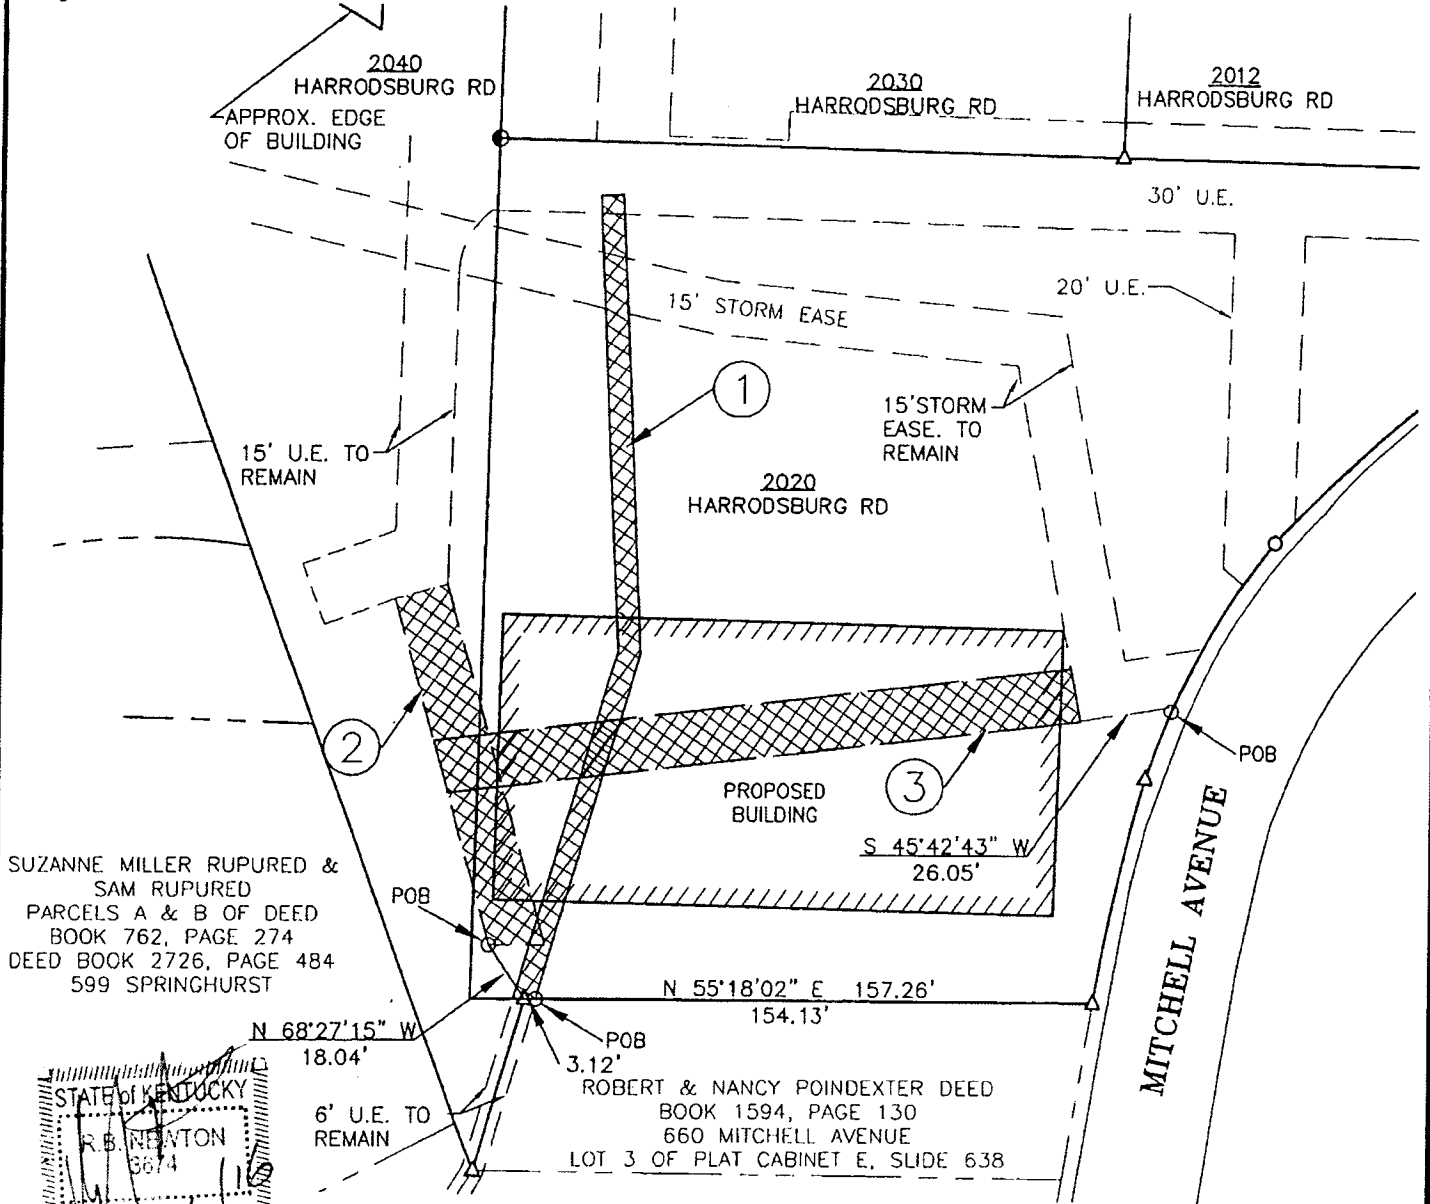 2040
HARRODSBURG RD
APPROX. EDGE
OF BUILDING
2030
HARRODSBURG RD
2012
HARRODSBURG RD
30' U.E.
20' U.E.
15' STORM EASE
1
15'STORM
EASE. TO
REMAIN
15' U.E. TO
REMAIN
2020
HARRODSBURG RD
2
3
POB
PROPOSED
BUILDING
S 45°42'43" W
26.05'
MITCHELL AVENUE
SUZANNE MILLER RUPURED &
SAM RUPURED
PARCELS A & B OF DEED
BOOK 762, PAGE 274
DEED BOOK 2726, PAGE 484
599 SPRINGHURST
POB
N 55°18'02" E 157.26'
154.13'
N 68°27'15" W
18.04'
POB
3.12'
6' U.E. TO
REMAIN
ROBERT & NANCY POINDEXTER DEED
BOOK 1594, PAGE 130
660 MITCHELL AVENUE
LOT 3 OF PLAT CABINET E, SLIDE 638
STATE of KENTUCKY
R.B. NEWTON
3674